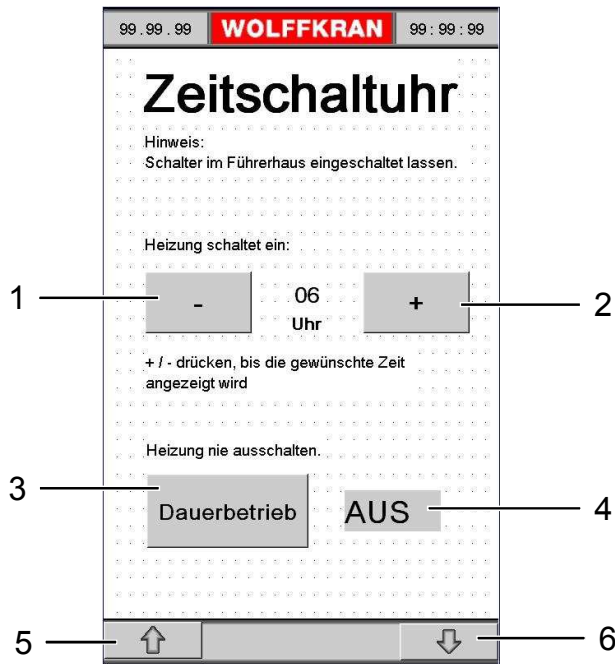 99.99.99 WOLFFKRAN 99:99:99
Zeitschaltuhr
Hinweis:
Schalter im Führerhaus eingeschaltet lassen.
Heizung schaltet ein:
1 - 06 + 2
Uhr
+ / - drücken, bis die gewünschte Zeit
angezeigt wird
Heizung nie ausschalten.
3 Dauerbetrieb AUS 4
5 6